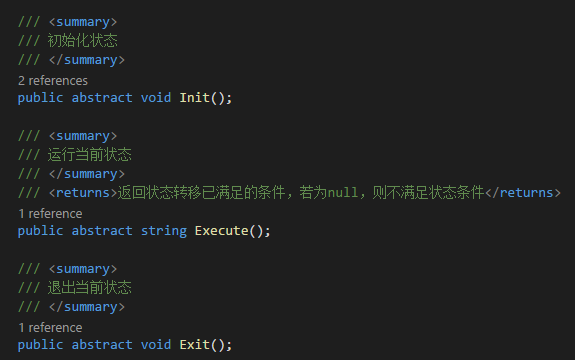 /// <summary>
/// 初始化状态
/// </summary>
2 references
public abstract void Init();
/// <summary>
/// 运行当前状态
/// </summary>
/// <returns>返回状态转移已满足的条件，若为null，则不满足状态条件</returns>
1 reference
public abstract string Execute();
/// <summary>
/// 退出当前状态
/// </summary>
1 reference
public abstract void Exit();